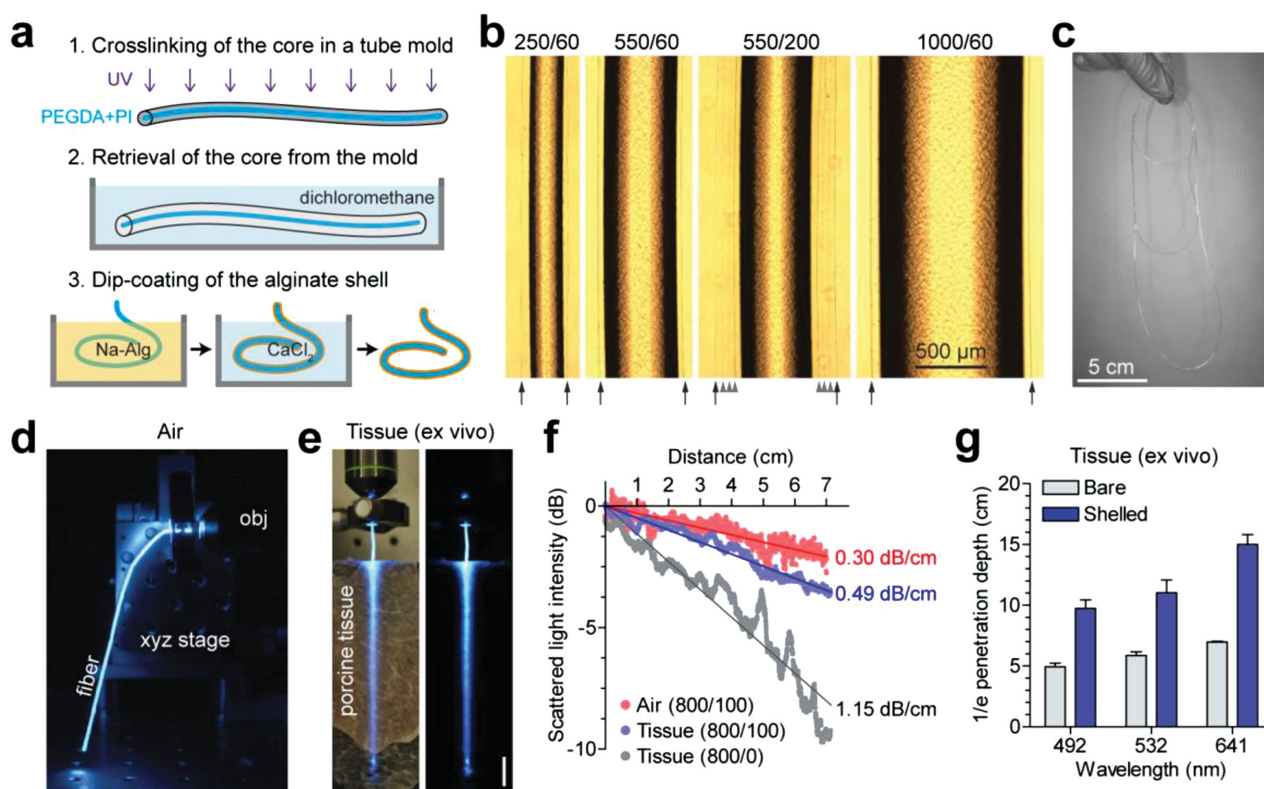 a
1. Crosslinking of the core in a tube mold
UV
PEGDA+PI
2. Retrieval of the core from the mold
dichloromethane
3. Dip-coating of the alginate shell
Na-Alg
CaCl₂
b
250/60
550/60
550/200
1000/60
500 µm
c
5 cm
d
Air
obj
xyz stage
fiber
e
Tissue (ex vivo)
porcine tissue
f
Distance (cm)
1 2 3 4 5 6 7
Scattered light intensity (dB)
0
-5
-10
0.30 dB/cm
0.49 dB/cm
1.15 dB/cm
Air (800/100)
Tissue (800/100)
Tissue (800/0)
g
Tissue (ex vivo)
Bare
Shelled
1/e penetration depth (cm)
20
15
10
5
0
492 532 641
Wavelength (nm)